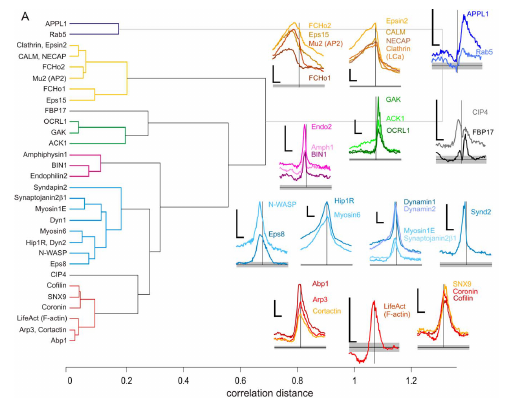 A
APPL1
Rab5
Clathrin, Epsin2
CALM, NECAP
FCHo2
Mu2 (AP2)
FCHo1
Eps15
FBP17
OCRL1
GAK
ACK1
Amphiphysin1
BIN1
Endophilin2
Syndapin2
Synaptojanin2β1
Myosin1E
Dyn1
Myosin6
Hip1R, Dyn2
N-WASP
Eps8
CIP4
Cofilin
SNX9
Coronin
LifeAct (F-actin)
Arp3, Cortactin
Abp1
FCHo2
Eps15
Mu2 (AP2)
FCHo1
Epsin2
CALM
NECAP
Clathrin
(LCa)
APPL1
Rab5
Endo2
Amph1
BIN1
GAK
ACK1
OCRL1
CIP4
FBP17
N-WASP
Eps8
Hip1R
Myosin6
Dynamin1
Dynamin2
Myosin1E
Synaptojanin2β1
Synd2
Abp1
Arp3
Cortactin
LifeAct
(F-actin)
SNX9
Coronin
Cofilin
0 0.2 0.4 0.6 0.8 1 1.2
correlation distance